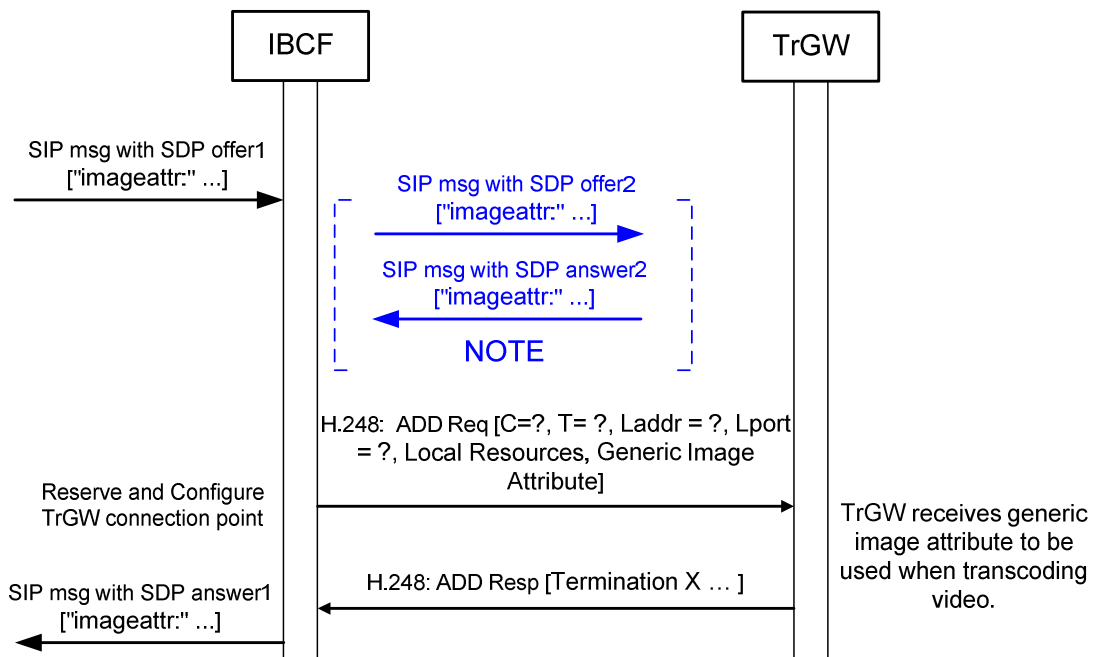 IBCF
TrGW
SIP msg with SDP offer1
["imageattr:" ...]
SIP msg with SDP offer2
["imageattr:" ...]
SIP msg with SDP answer2
["imageattr:" ...]
NOTE
H.248: ADD Req [C=?, T= ?, Laddr = ?, Lport
= ?, Local Resources, Generic Image
Attribute]
Reserve and Configure
TrGW connection point
TrGW receives generic
image attribute to be
used when transcoding
video.
H.248: ADD Resp [Termination X ... ]
SIP msg with SDP answer1
["imageattr:" ...]